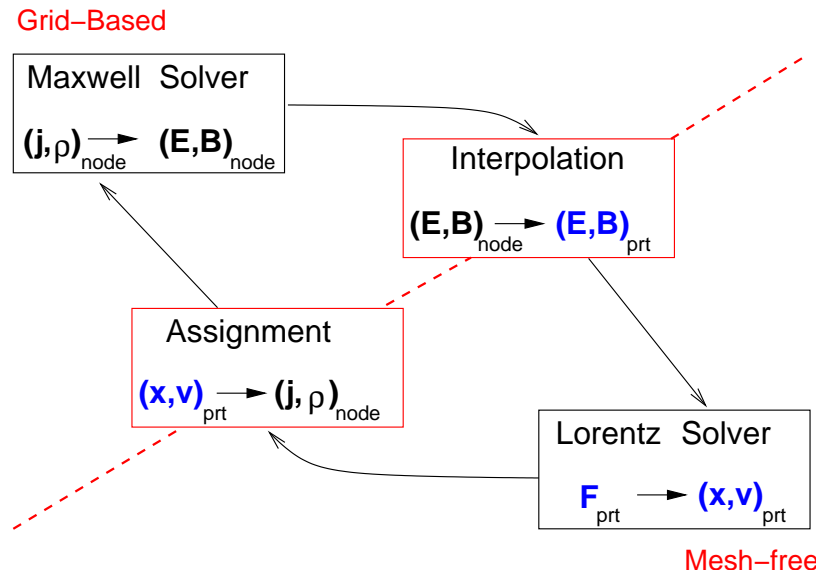 Grid−Based
Maxwell Solver
(j,ρ)node → (E,B)node
Interpolation
(E,B)node → (E,B)prt
Assignment
(x,v)prt → (j, ρ)node
Lorentz Solver
Fprt → (x,v)prt
Mesh−free